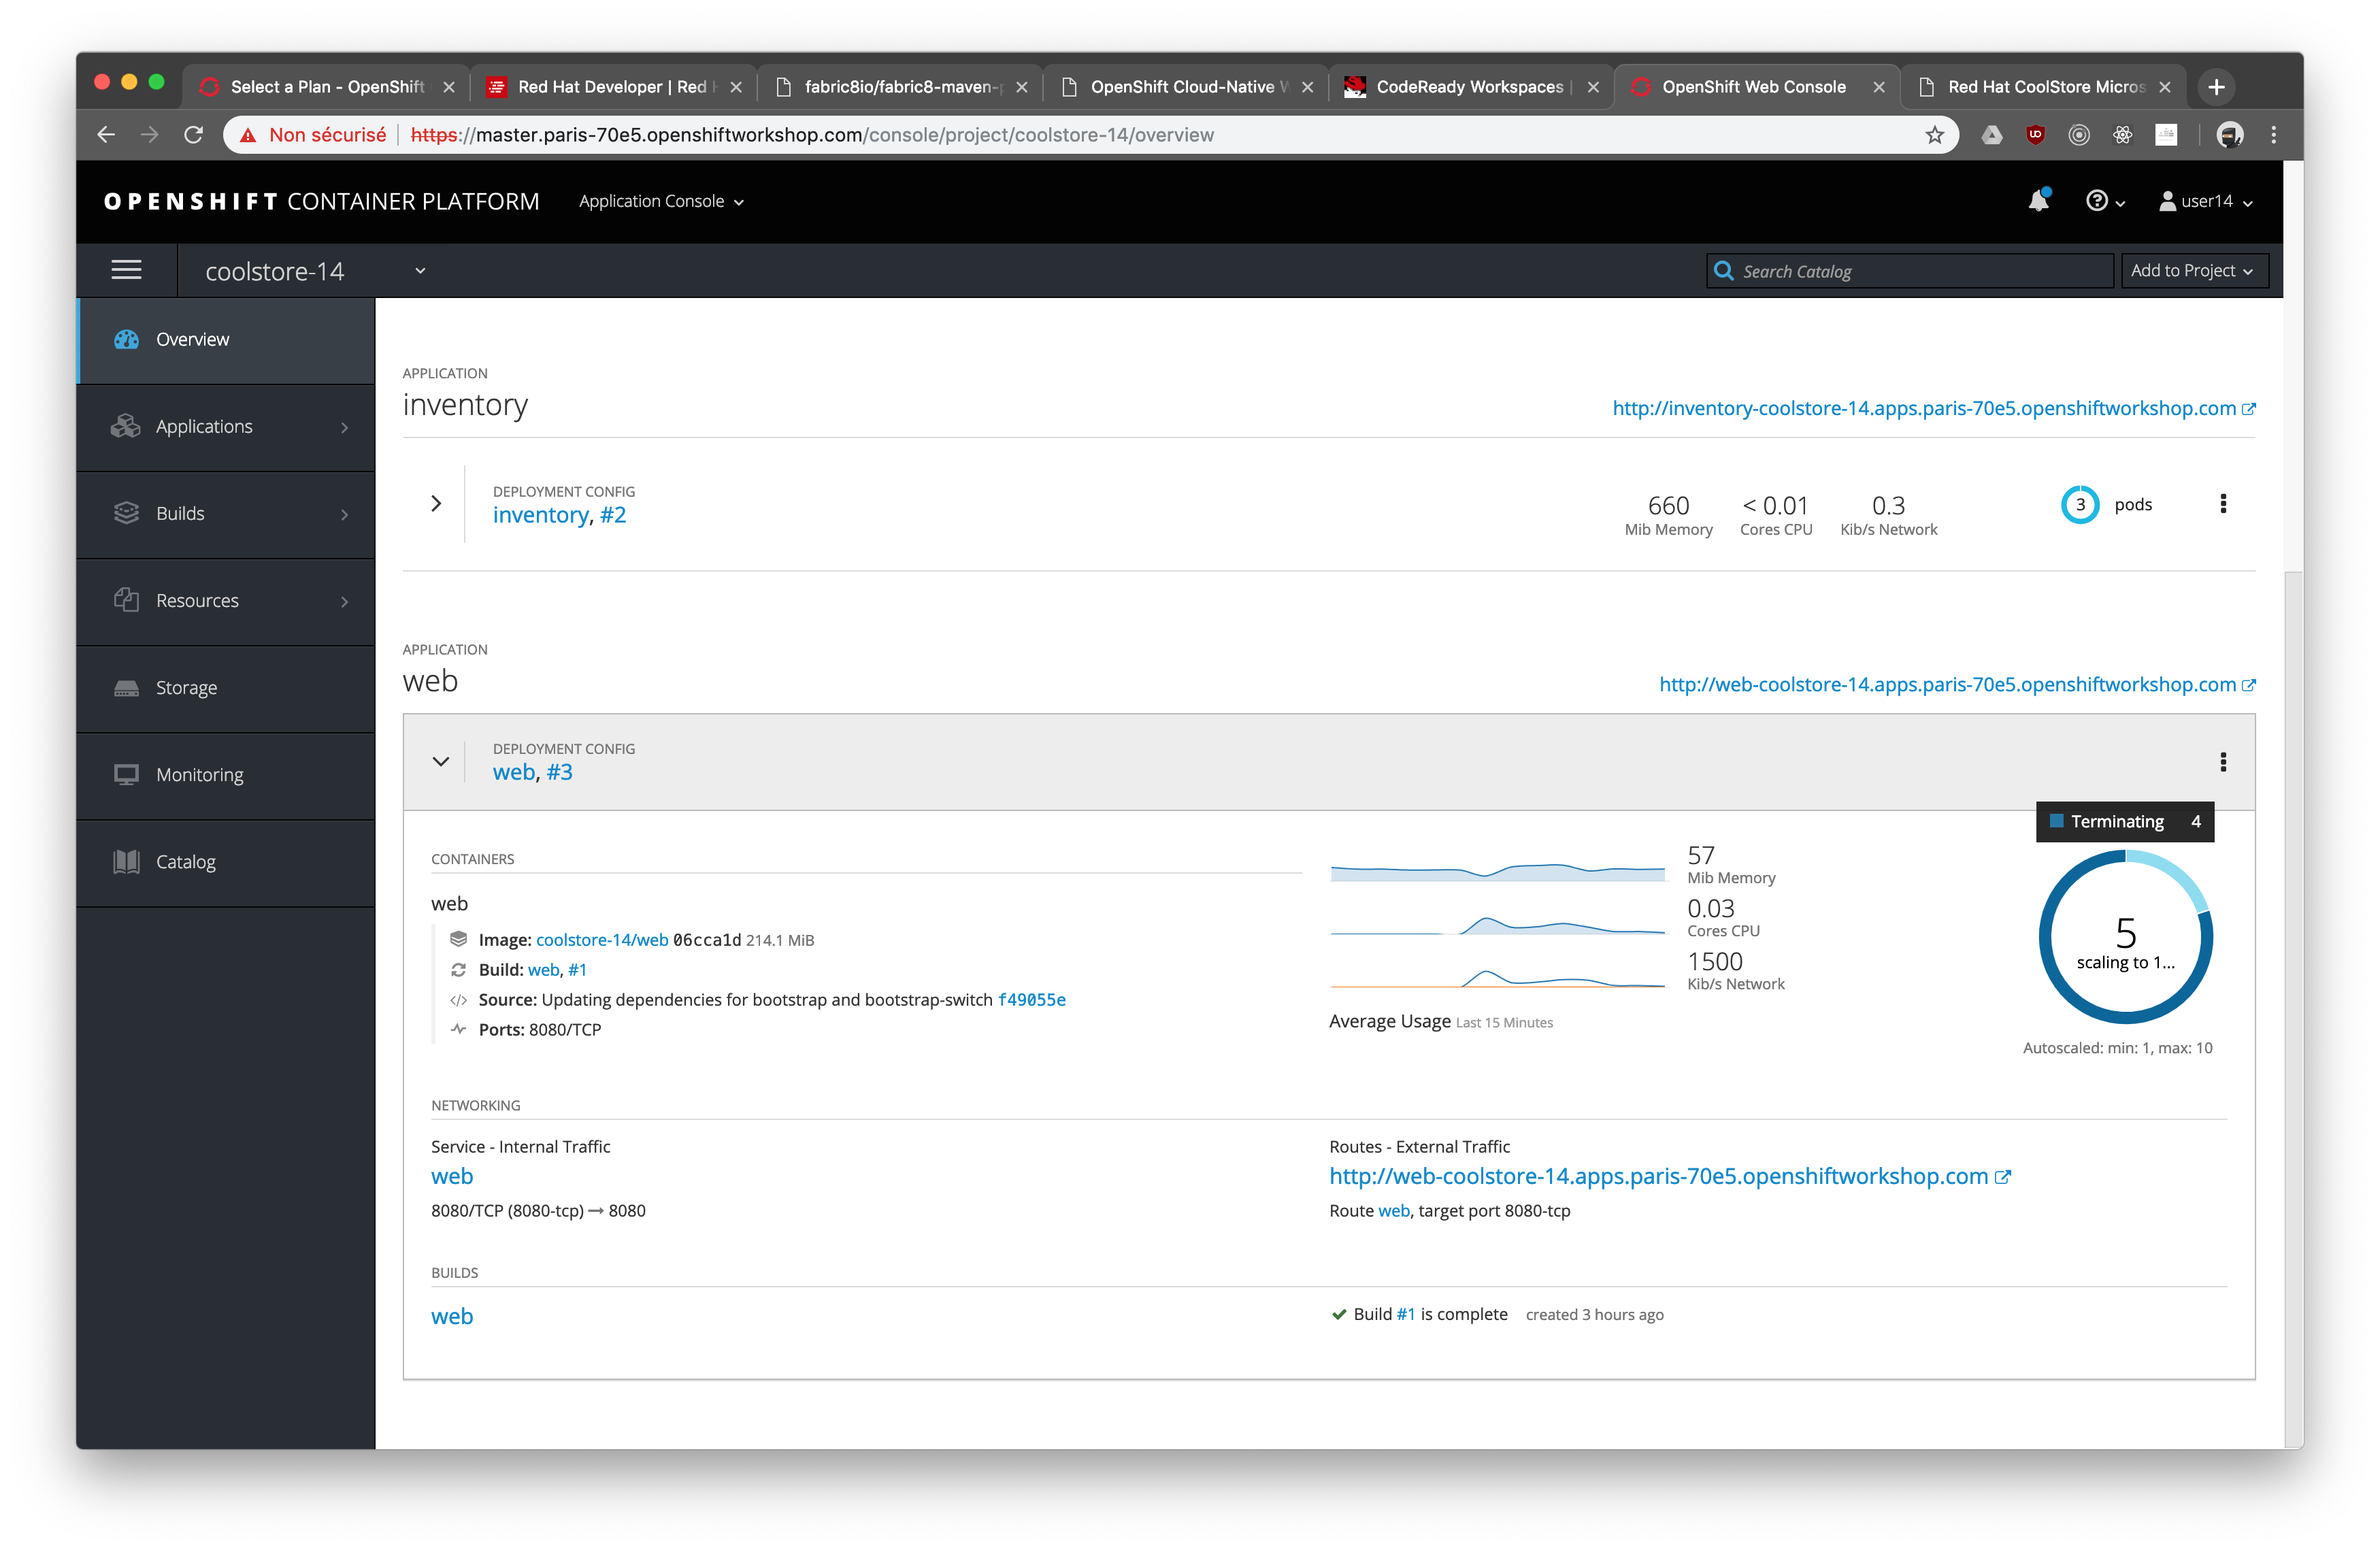 Select a Plan - OpenShift
Red Hat Developer | Red
fabric8io/fabric8-maven-
OpenShift Cloud-Native
CodeReady Workspaces |
OpenShift Web Console
Red Hat CoolStore Micros
Non sécurisé https://master.paris-70e5.openshiftworkshop.com/console/project/coolstore-14/overview
OPENSHIFT CONTAINER PLATFORM
Application Console
user14
coolstore-14
Search Catalog
Add to Project
Overview
Applications
Builds
Resources
Storage
Monitoring
Catalog
APPLICATION
inventory
http://inventory-coolstore-14.apps.paris-70e5.openshiftworkshop.com
DEPLOYMENT CONFIG
inventory, #2
660
Mib Memory
< 0.01
Cores CPU
0.3
Kib/s Network
3 pods
APPLICATION
web
http://web-coolstore-14.apps.paris-70e5.openshiftworkshop.com
DEPLOYMENT CONFIG
web, #3
Terminating 4
CONTAINERS
web
Image: coolstore-14/web 06cca1d 214.1 MiB
Build: web, #1
Source: Updating dependencies for bootstrap and bootstrap-switch f49055e
Ports: 8080/TCP
57
Mib Memory
0.03
Cores CPU
1500
Kib/s Network
Average Usage Last 15 Minutes
5
scaling to 1...
Autoscaled: min: 1, max: 10
NETWORKING
Service - Internal Traffic
web
8080/TCP (8080-tcp) → 8080
Routes - External Traffic
http://web-coolstore-14.apps.paris-70e5.openshiftworkshop.com
Route web, target port 8080-tcp
BUILDS
web
Build #1 is complete created 3 hours ago